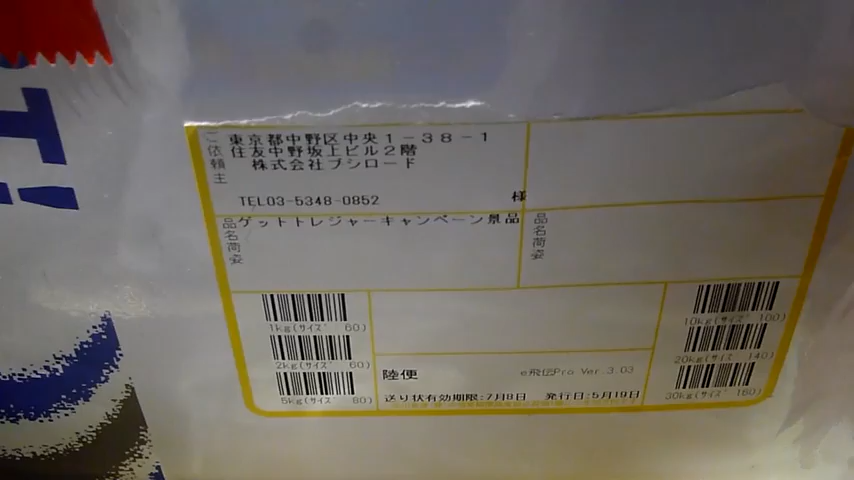 T!
ご依頼主
東京都中野区中央1-38-1
住友中野坂上ビル2階
株式会社ブシロード
TEL03-5348-0852 様
品名荷姿
ゲットトレジャーキャンペーン景品
品名荷姿
1kg(サイズ 60)
2kg(サイズ 60)
5kg(サイズ 80)
陸便
e飛伝Pro Ver.3.03
送り状有効期限:7月8日 発行日:5月19日
10kg(サイズ 100)
20kg(サイズ 140)
30kg(サイズ 160)